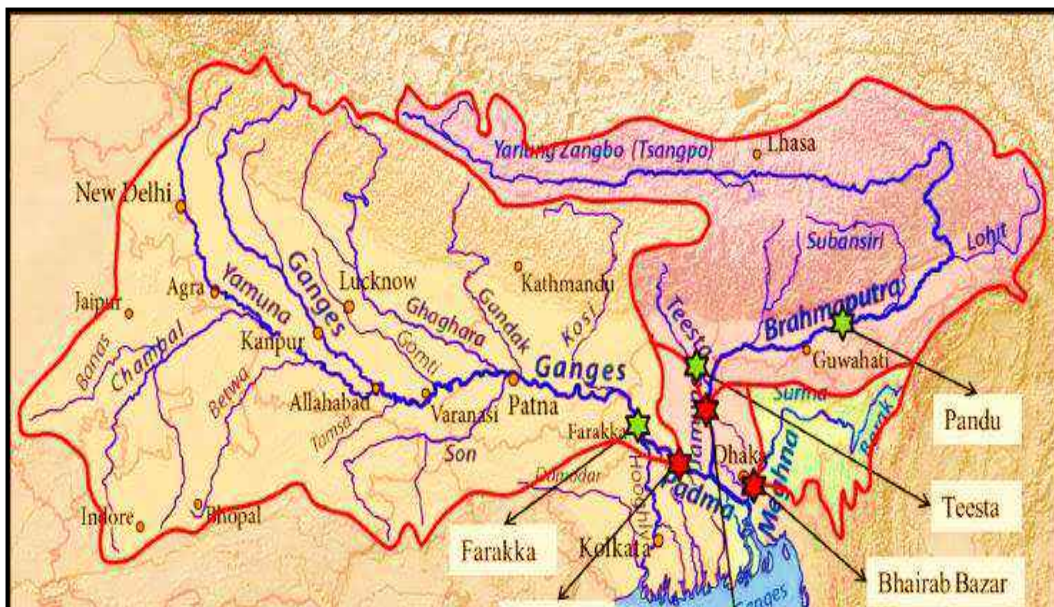 Yarlung Zangbo (Tsangpo)
Lhasa
New Delhi
Subansiri
Lohit
Kathmandu
Lucknow
Ganges
Agra
Yamuna
Jaipur
Ghaghara
Gandak
Kosi
Teesta
Brahmaputra
Kanpur
Gomti
Guwahati
Banas
Chambal
Betwa
Ganges
Surma
Allahabad
Varanasi
Patna
Pandu
Tamsa
Farakka
Dhaka
Son
Meghna
Damodar
Hooghly
Padma
Teesta
Indore
Bhopal
Farakka
Kolkata
Bhairab Bazar
Ganges